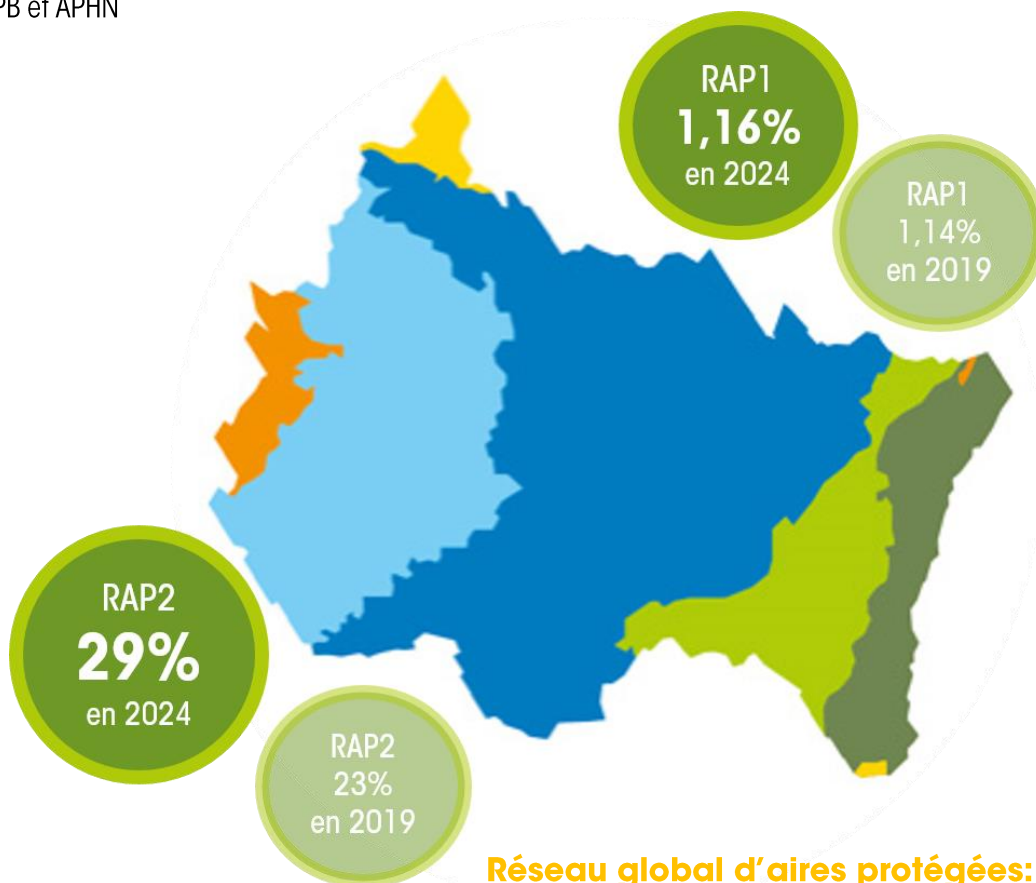 et APHN
RAP1
1,16%
en 2024
RAP1
1,14%
en 2019
RAP2
29%
en 2024
RAP2
23%
en 2019
Réseau global d'aires protégées: